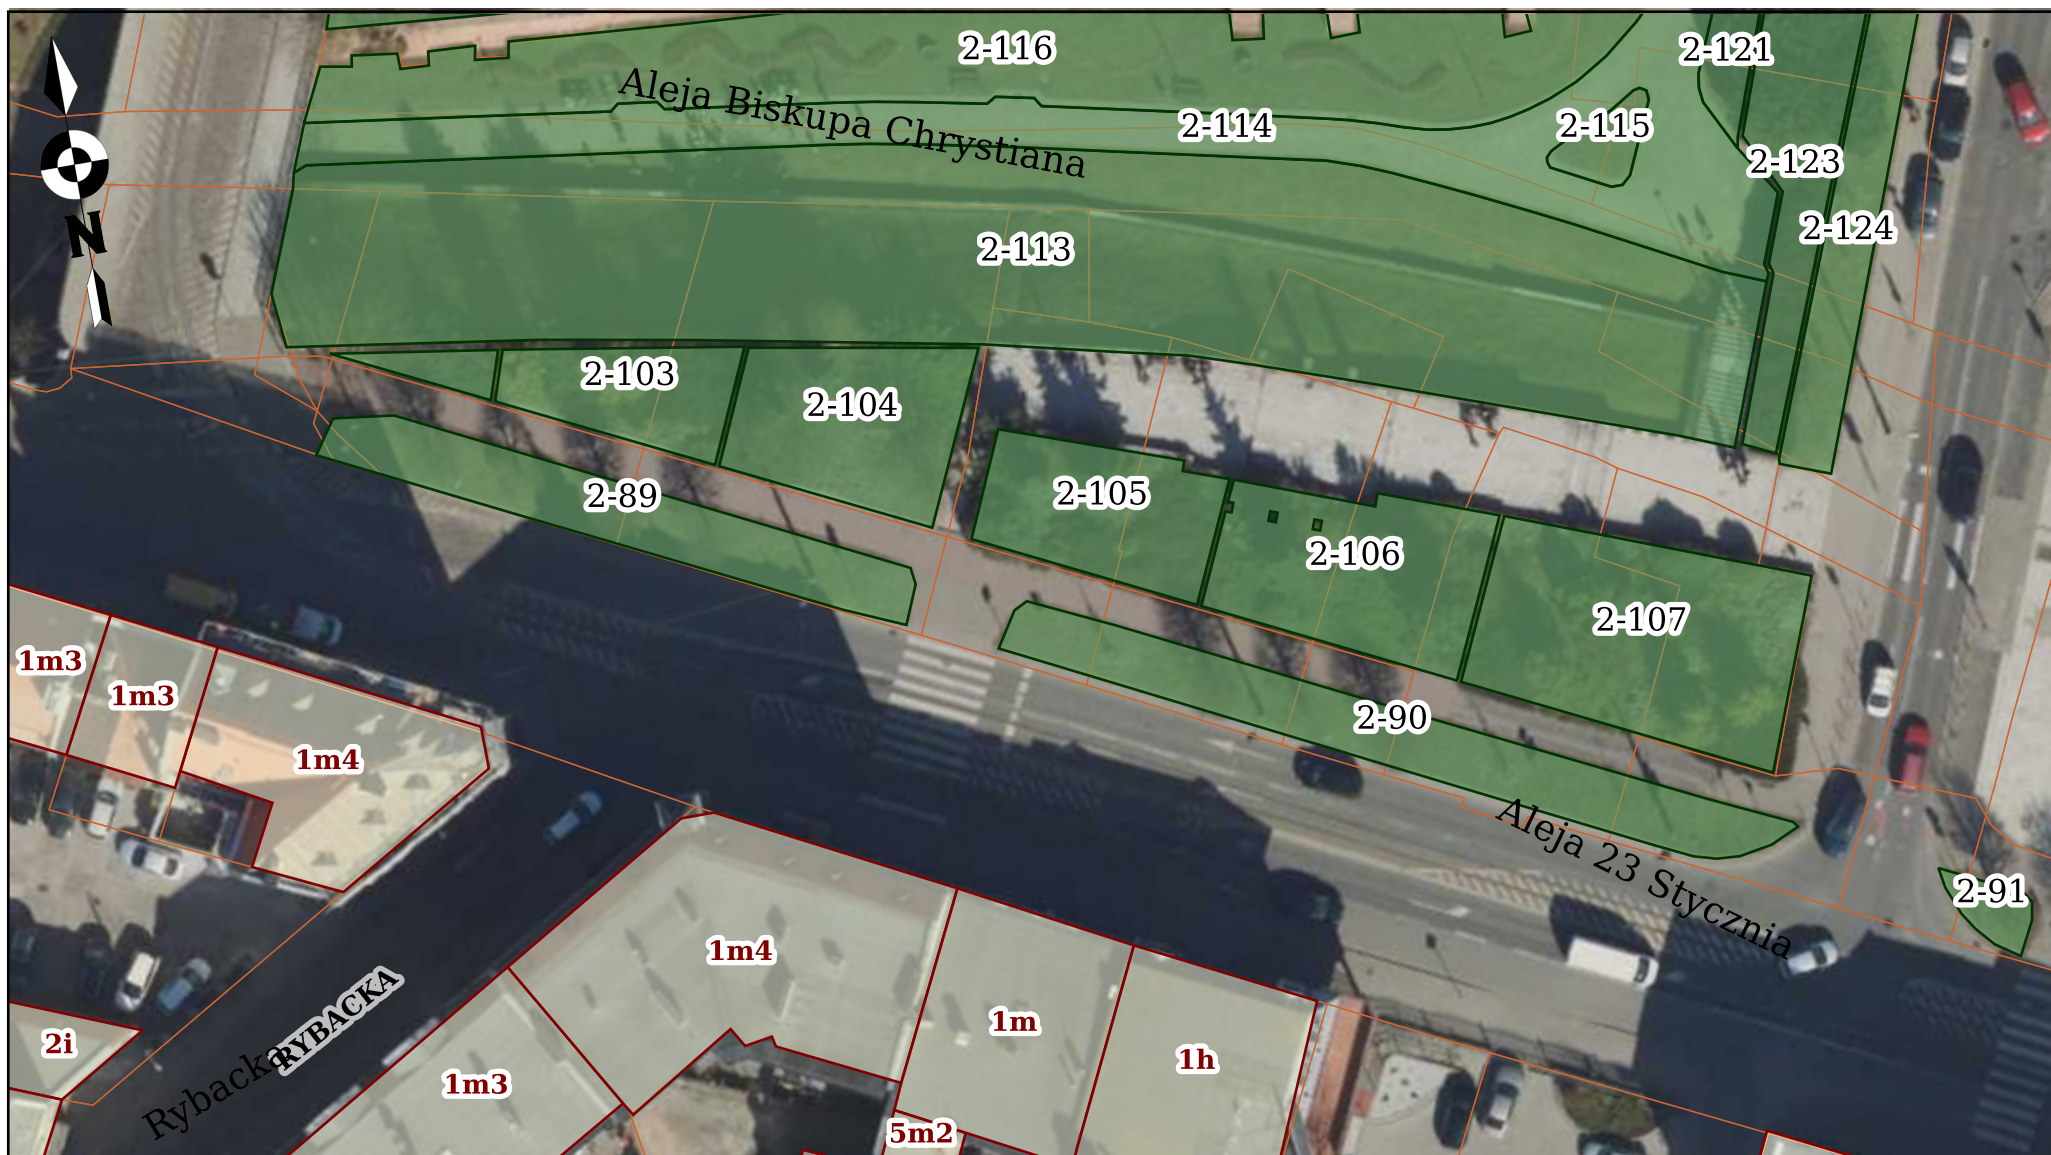 2-116
2-121
Aleja Biskupa Chrystiana
2-114
2-115
2-123
N
2-124
2-113
2-103
2-104
2-89
2-105
2-106
2-107
1m3
1m3
2-90
1m4
Aleja 23 Stycznia
2-91
1m4
RYBACKA
1m
2i
1h
Rybacka
1m3
5m2